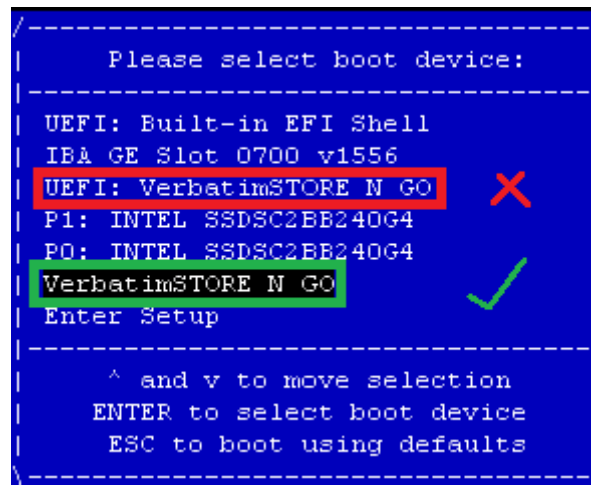 /-----------------------------------
| Please select boot device:
|-----------------------------------
| UEFI: Built-in EFI Shell
| IBA GE Slot 0700 v1556
| UEFI: VerbatimSTORE N GO
| P1: INTEL SSDSC2BB240G4
| P0: INTEL SSDSC2BB240G4
| VerbatimSTORE N GO
| Enter Setup
|-----------------------------------
| ^ and v to move selection
| ENTER to select boot device
| ESC to boot using defaults
\-----------------------------------